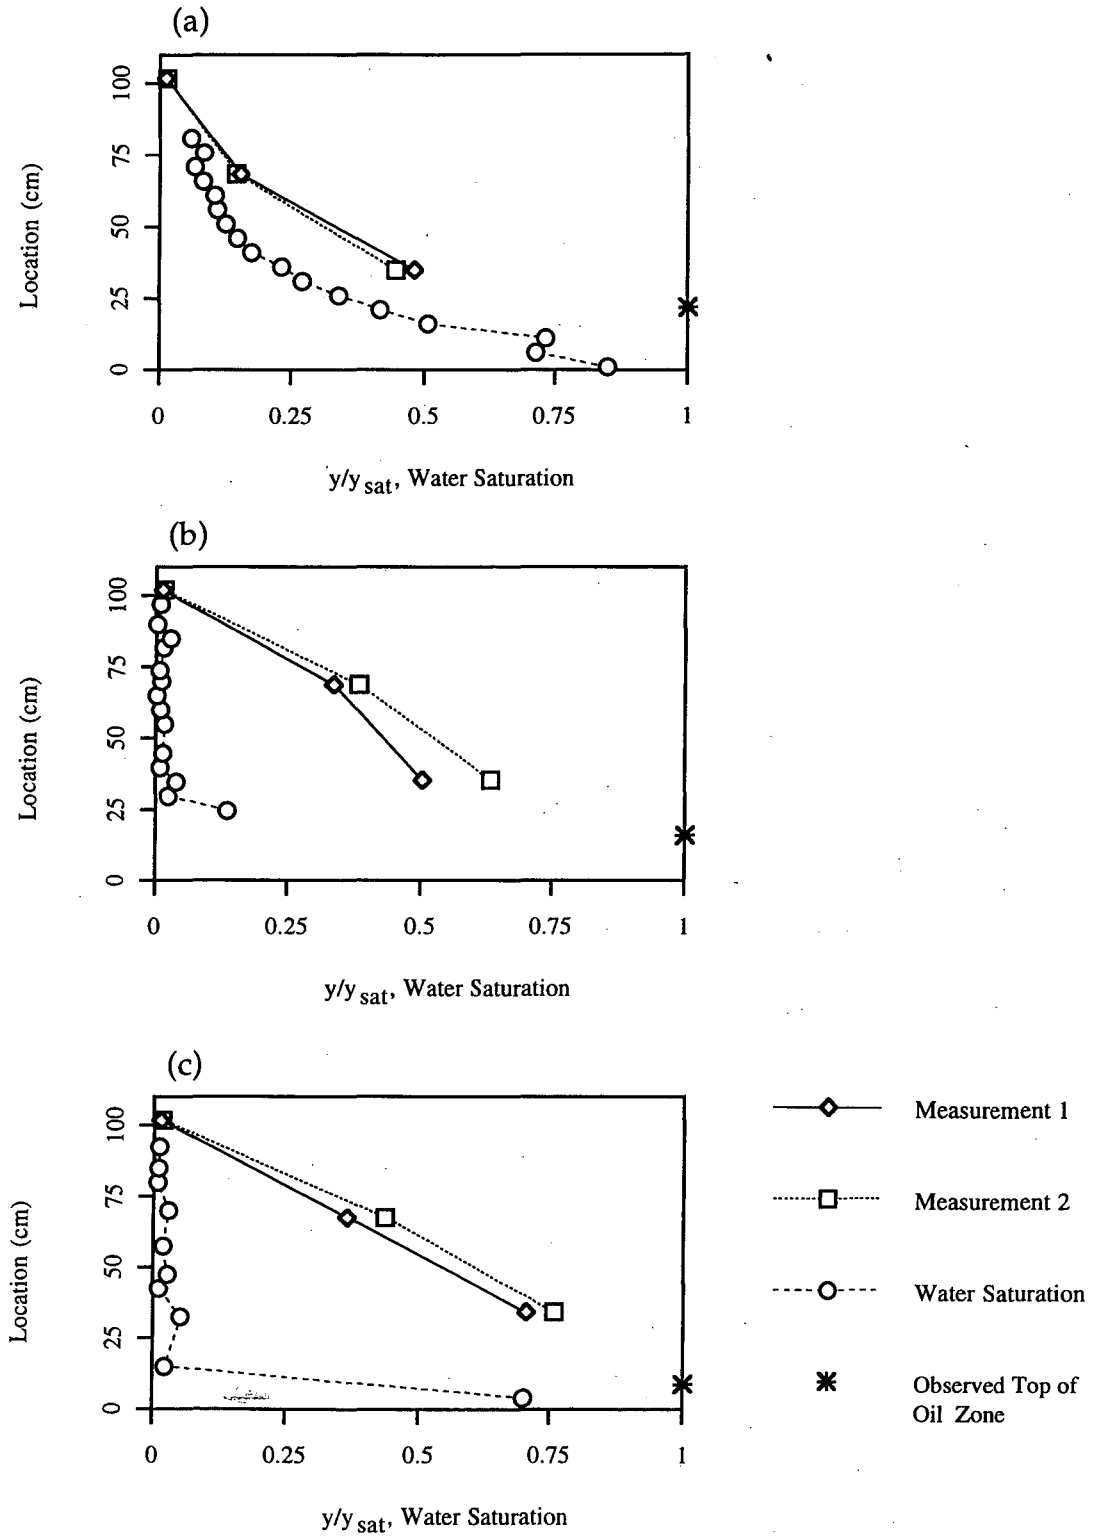 (a)
Location (cm)
100
75
50
25
0
0 0.25 0.5 0.75 1
y/y sat, Water Saturation
(b)
Location (cm)
100
75
50
25
0
0 0.25 0.5 0.75 1
y/y sat, Water Saturation
(c)
Location (cm)
100
75
50
25
0
0 0.25 0.5 0.75 1
y/y sat, Water Saturation
Measurement 1
Measurement 2
Water Saturation
Observed Top of
Oil Zone